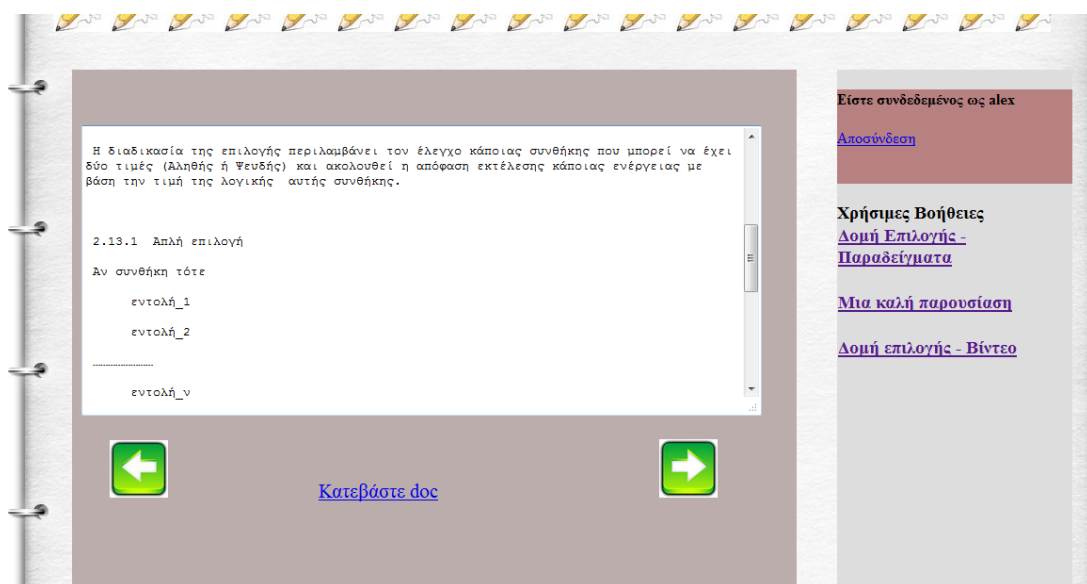 Η διαδικασία της επιλογής περιλαμβάνει τον έλεγχο κάποιας συνθήκης που μπορεί να έχει
δύο τιμές (Αληθής ή Ψευδής) και ακολουθεί η απόφαση εκτέλεσης κάποιας ενέργειας με
βάση την τιμή της λογικής αυτής συνθήκης.
2.13.1 Απλή επιλογή
Αν συνθήκη τότε
εντολή_1
εντολή_2
........................
εντολή_ν
Κατεβάστε doc
Είστε συνδεδεμένος ως alex
Αποσύνδεση
Χρήσιμες Βοήθειες
Δομή Επιλογής -
Παραδείγματα
Μια καλή παρουσίαση
Δομή επιλογής - Βίντεο